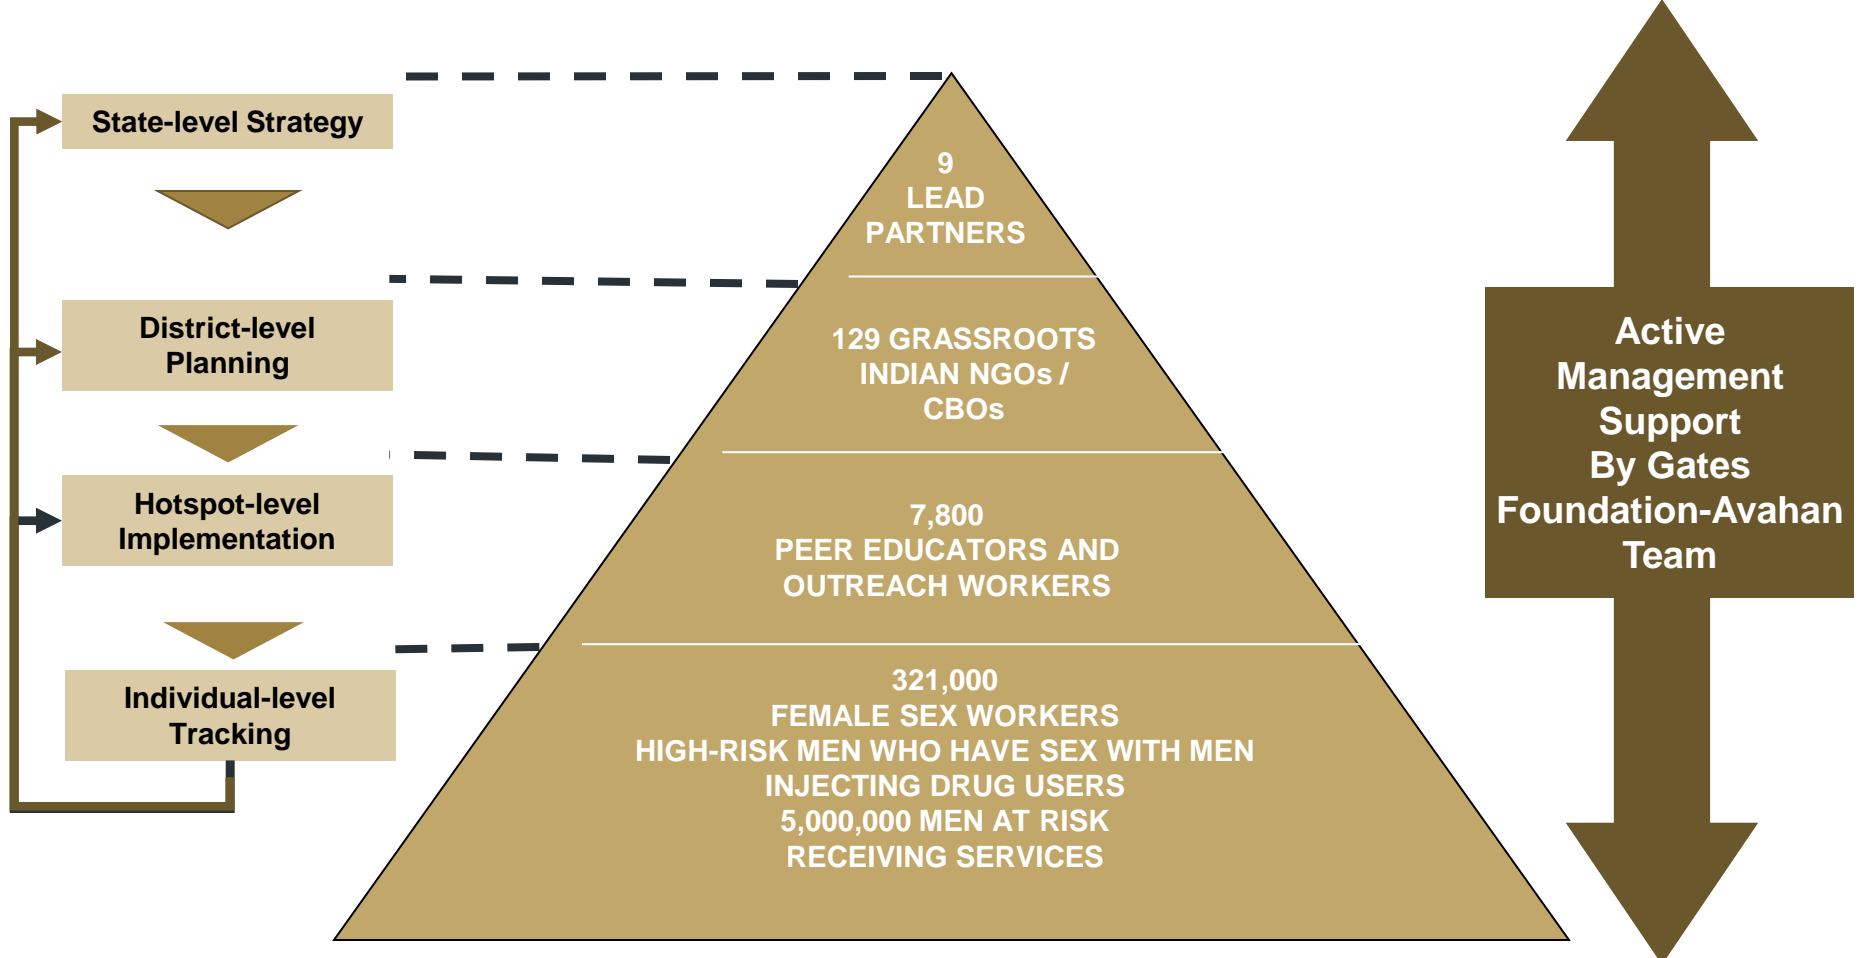 State-level Strategy
District-level
Planning
Hotspot-level
Implementation
Individual-level
Tracking
9
LEAD
PARTNERS
129 GRASSROOTS
INDIAN NGOs /
CBOs
7,800
PEER EDUCATORS AND
OUTREACH WORKERS
321,000
FEMALE SEX WORKERS
HIGH-RISK MEN WHO HAVE SEX WITH MEN
INJECTING DRUG USERS
5,000,000 MEN AT RISK
RECEIVING SERVICES
Active
Management
Support
By Gates
Foundation-Avahan
Team